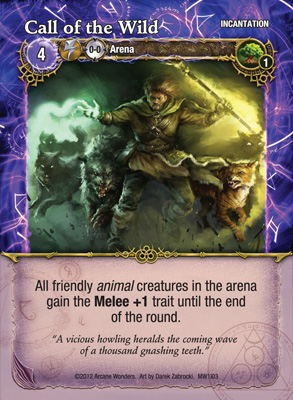 Call of the Wild
INCANTATION
4
0-0
Arena
1
All friendly animal creatures in the arena
gain the Melee +1 trait until the end
of the round.
“A vicious howling heralds the coming wave
of a thousand gnashing teeth.”
©2012 Arcane Wonders. Art by Darek Zabrocki.